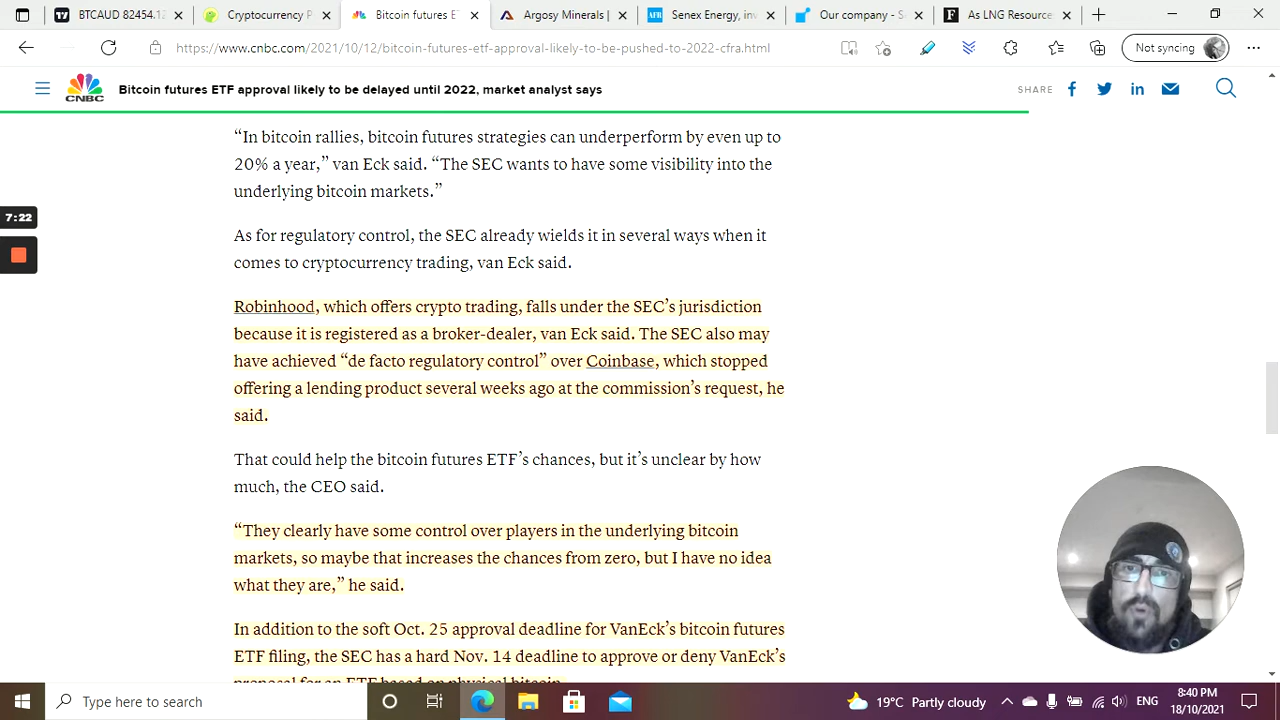 BTCAUD 82454.12
Cryptocurrency P
Bitcoin futures ET
Argosy Minerals |
Senex Energy, inv
Our company - Se
As LNG Resource
https://www.cnbc.com/2021/10/12/bitcoin-futures-etf-approval-likely-to-be-pushed-to-2022-cfra.html
Not syncing
CNBC
Bitcoin futures ETF approval likely to be delayed until 2022, market analyst says
SHARE
“In bitcoin rallies, bitcoin futures strategies can underperform by even up to
20% a year,” van Eck said. “The SEC wants to have some visibility into the
underlying bitcoin markets.”
7:22
As for regulatory control, the SEC already wields it in several ways when it
comes to cryptocurrency trading, van Eck said.
Robinhood, which offers crypto trading, falls under the SEC’s jurisdiction
because it is registered as a broker-dealer, van Eck said. The SEC also may
have achieved “de facto regulatory control” over Coinbase, which stopped
offering a lending product several weeks ago at the commission’s request, he
said.
That could help the bitcoin futures ETF’s chances, but it’s unclear by how
much, the CEO said.
“They clearly have some control over players in the underlying bitcoin
markets, so maybe that increases the chances from zero, but I have no idea
what they are,” he said.
In addition to the soft Oct. 25 approval deadline for VanEck’s bitcoin futures
ETF filing, the SEC has a hard Nov. 14 deadline to approve or deny VanEck’s
proposal for an ETF based on physical bitcoin.
Type here to search
19°C Partly cloudy
ENG
8:40 PM
18/10/2021